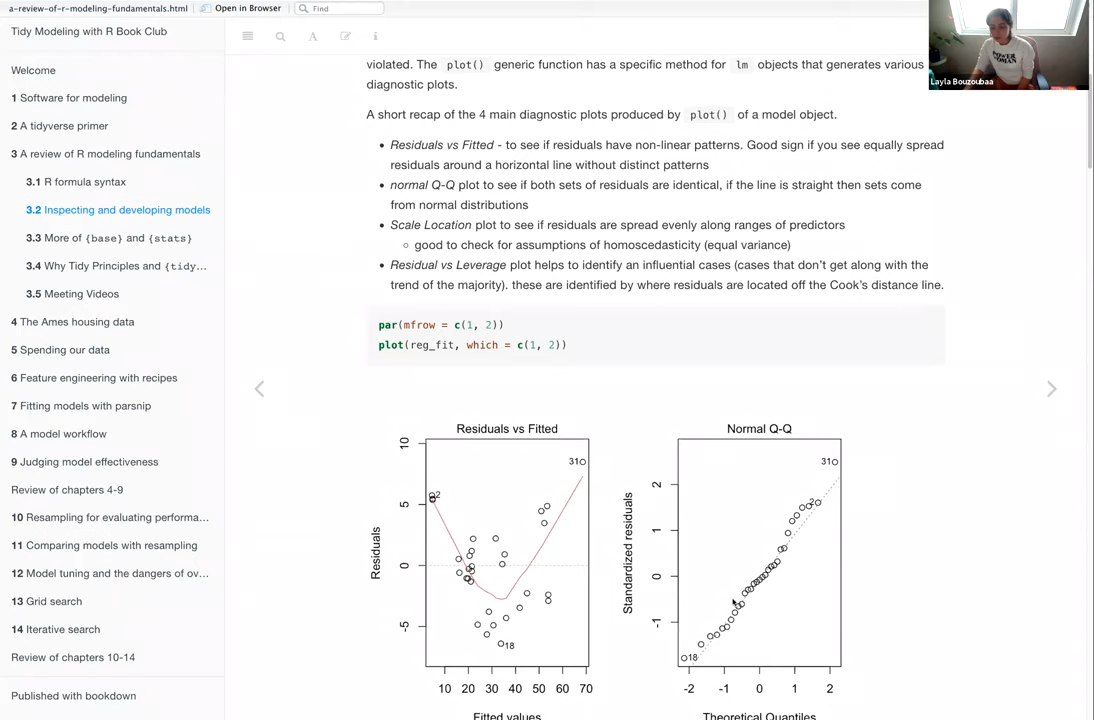 a-review-of-r-modeling-fundamentals.html
Open in Browser
Find
Tidy Modeling with R Book Club
Welcome
1 Software for modeling
2 A tidyverse primer
3 A review of R modeling fundamentals
3.1 R formula syntax
3.2 Inspecting and developing models
3.3 More of {base} and {stats}
3.4 Why Tidy Principles and {tidy…
3.5 Meeting Videos
4 The Ames housing data
5 Spending our data
6 Feature engineering with recipes
7 Fitting models with parsnip
8 A model workflow
9 Judging model effectiveness
Review of chapters 4-9
10 Resampling for evaluating performa…
11 Comparing models with resampling
12 Model tuning and the dangers of ov…
13 Grid search
14 Iterative search
Review of chapters 10-14
Published with bookdown
A
i
violated. The plot() generic function has a specific method for lm objects that generates various
diagnostic plots.
A short recap of the 4 main diagnostic plots produced by plot() of a model object.
• Residuals vs Fitted - to see if residuals have non-linear patterns. Good sign if you see equally spread
residuals around a horizontal line without distinct patterns
• normal Q-Q plot to see if both sets of residuals are identical, if the line is straight then sets come
from normal distributions
• Scale Location plot to see if residuals are spread evenly along ranges of predictors
◦ good to check for assumptions of homoscedasticity (equal variance)
• Residual vs Leverage plot helps to identify an influential cases (cases that don't get along with the
trend of the majority). these are identified by where residuals are located off the Cook's distance line.
par(mfrow = c(1, 2))
plot(reg_fit, which = c(1, 2))
Residuals vs Fitted
Residuals
10
5
0
-5
31
2
18
10 20 30 40 50 60 70
Fitted values
Normal Q-Q
Standardized residuals
2
1
0
-1
31
2
18
-2 -1 0 1 2
Theoretical Quantiles
POWER
WOMAN
Layla Bouzoubaa